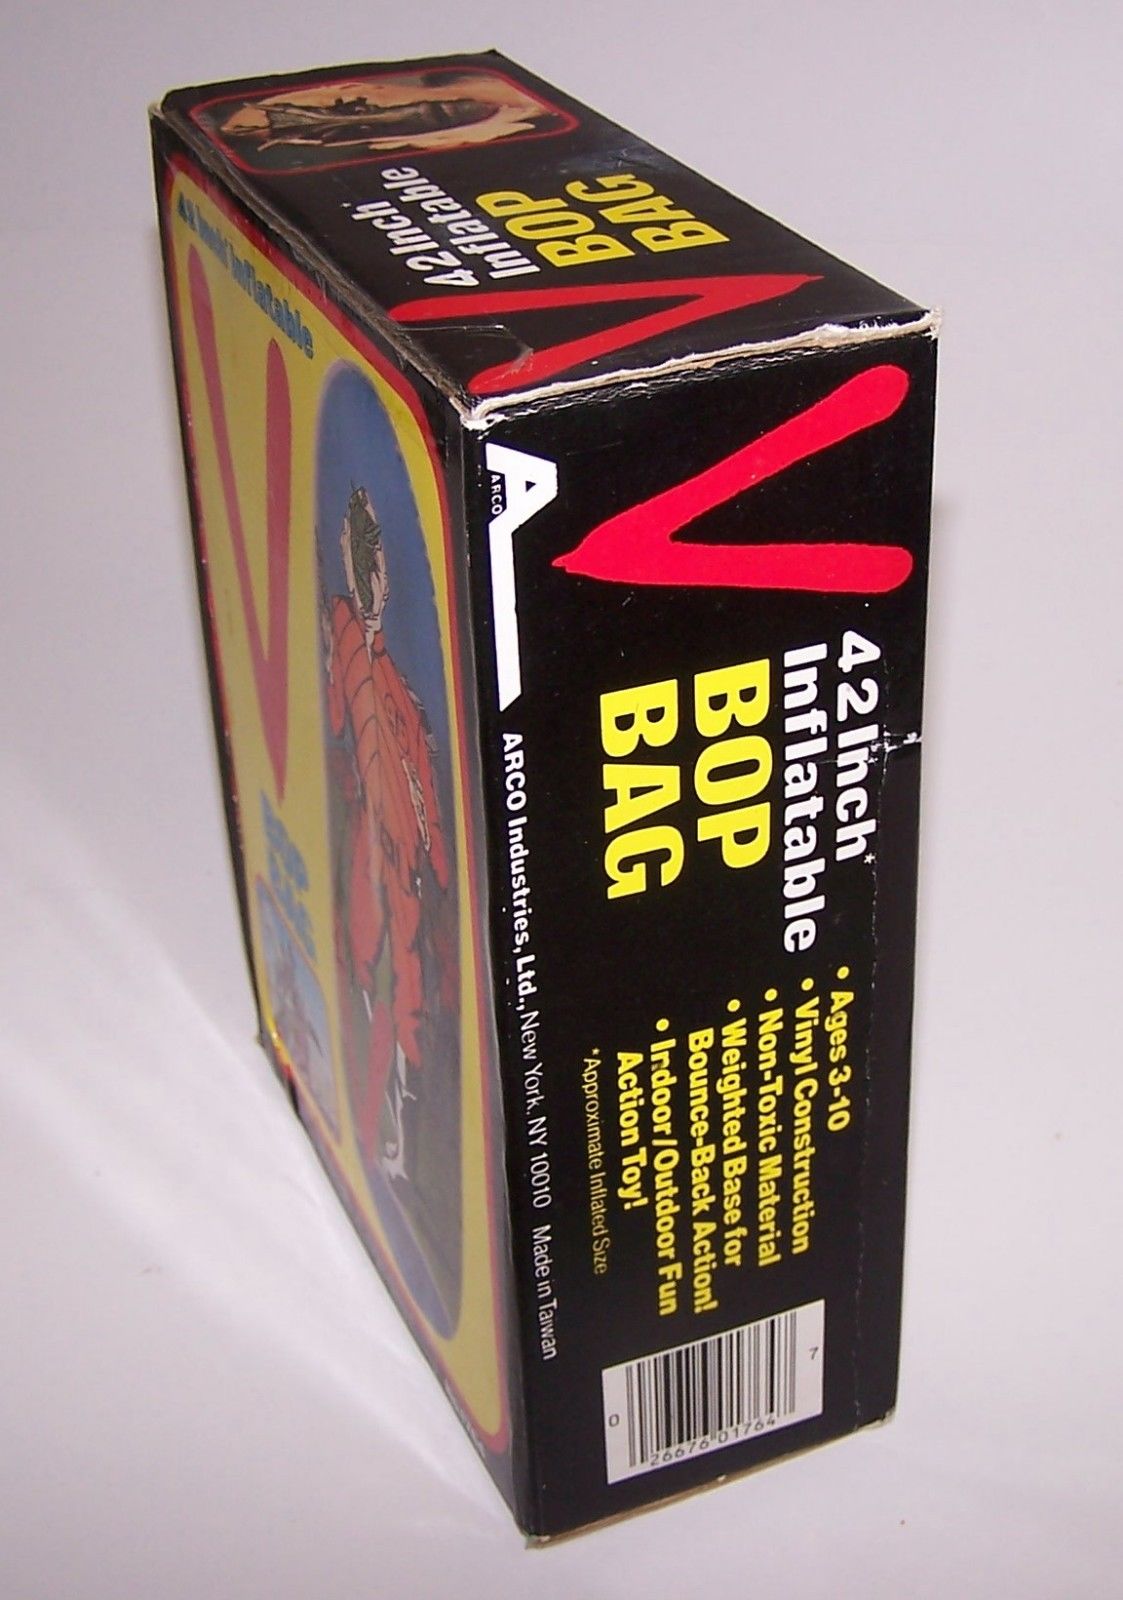 42 Inch*
Inflatable
BOP
BAG
V
Inflatable
V
V
42 Inch*
Inflatable
BOP
BAG
• Ages 3-10
• Vinyl Construction
• Non-Toxic Material
• Weighted Base for
Bounce-Back Action!
• Indoor/Outdoor Fun
Action Toy!
*Approximate Inflated Size
ARCO
ARCO Industries, Ltd., New York, NY 10010 Made in Taiwan
0 26676 01764 7